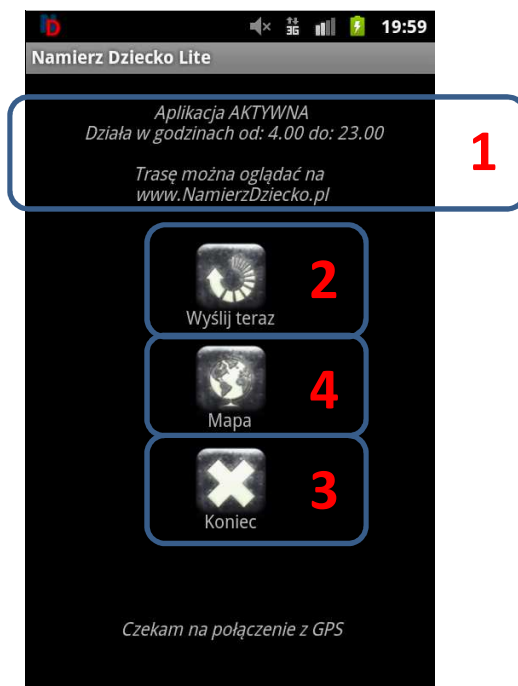 19:59
Namierz Dziecko Lite
Aplikacja AKTYWNA
Działa w godzinach od: 4.00 do: 23.00
1
Trasę można oglądać na
www.NamierzDziecko.pl
2
Wyślij teraz
4
Mapa
3
Koniec
Czekam na połączenie z GPS